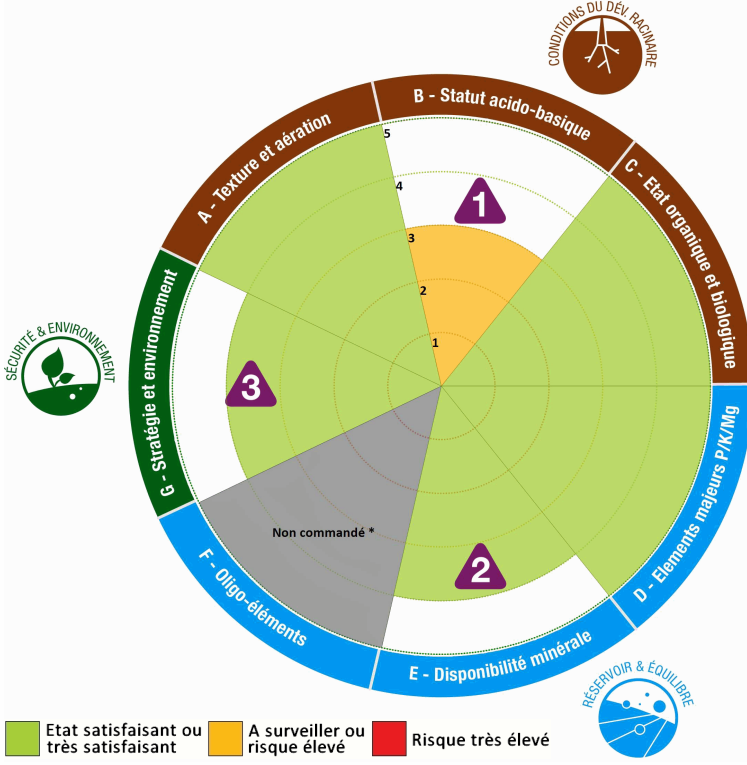 CONDITIONS DU DÉV. RACINAIRE
B - Statut acido-basique
A - Texture et aération
C - Etat organique et biologique
5
4
3
2
1
1
SÉCURITÉ & ENVIRONNEMENT
G - Stratégie et environnement
3
D - Elements majeurs P/K/Mg
Non commandé *
2
F - Oligo-éléments
E - Disponibilité minérale
RÉSERVOIR & ÉQUILIBRE
Etat satisfaisant ou
très satisfaisant
A surveiller ou
risque élevé
Risque très élevé